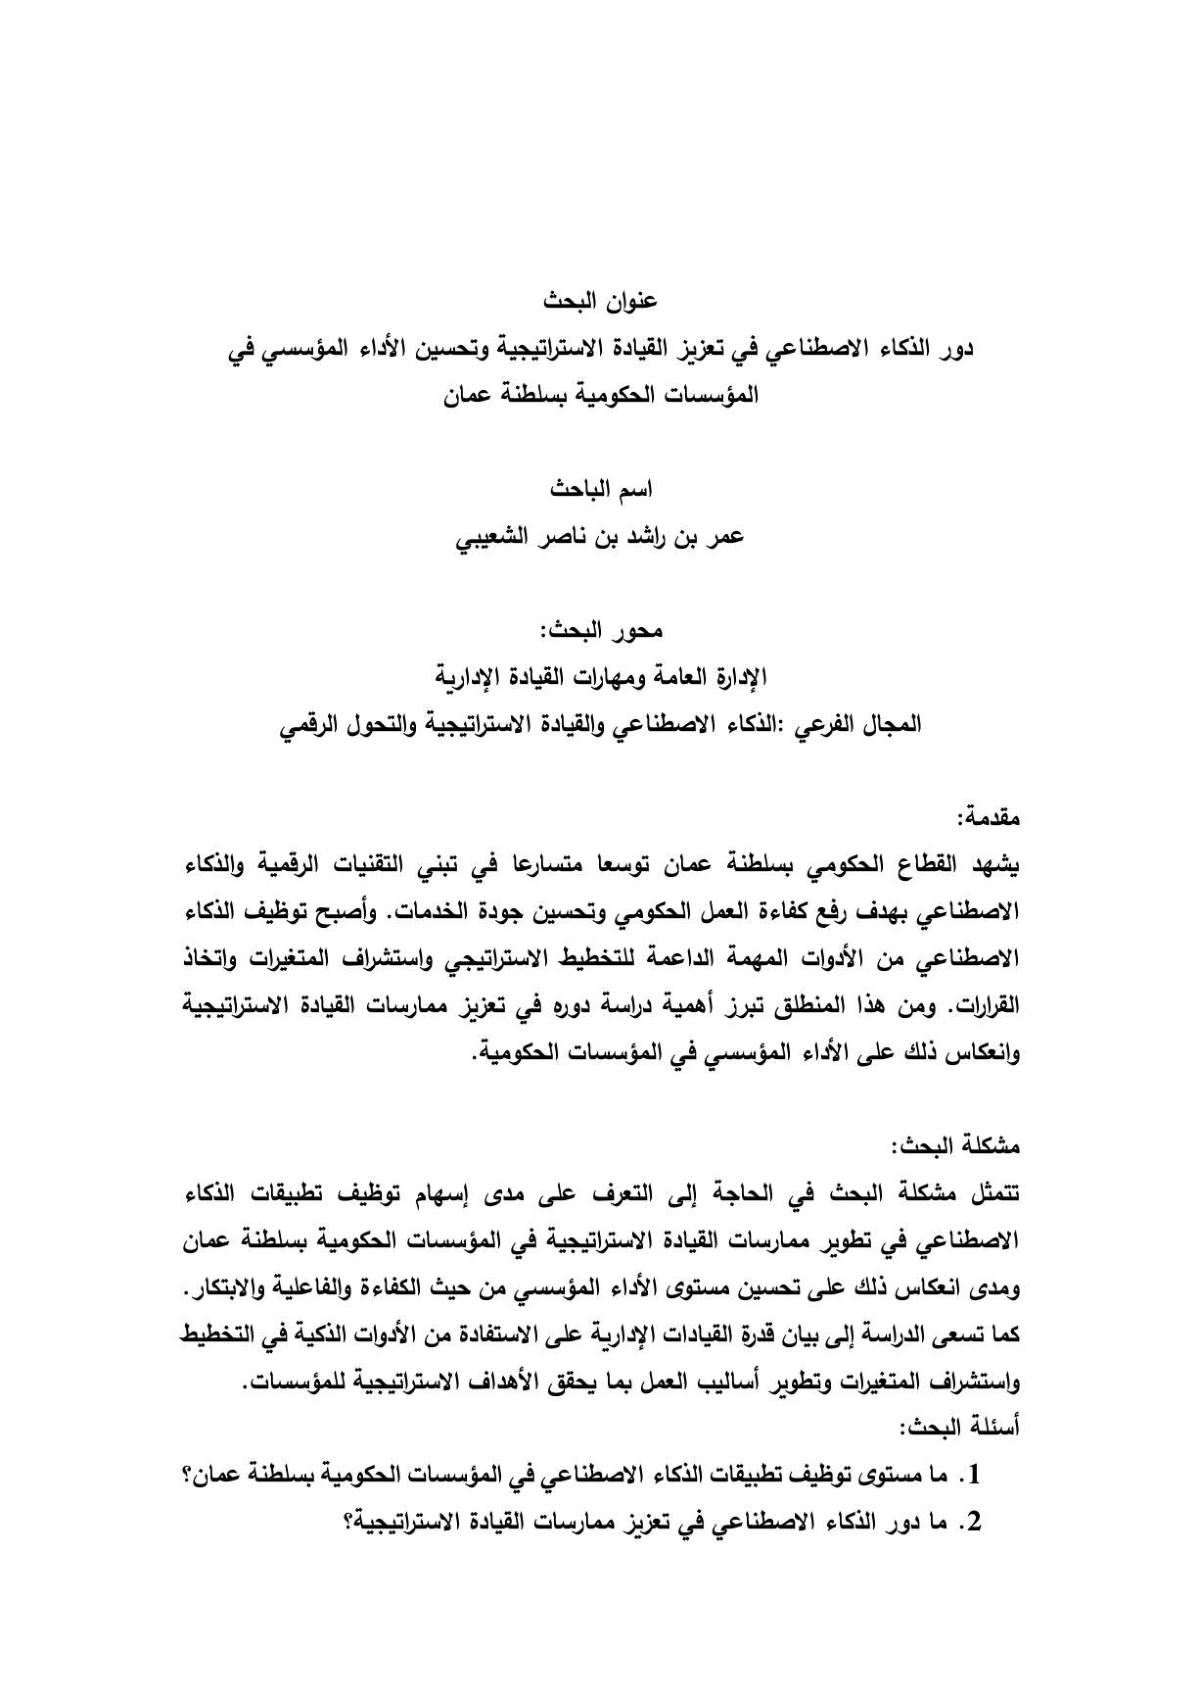 عنوان البحث
دور الذكاء الاصطناعي في تعزيز القيادة الاستراتيجية وتحسين الأداء المؤسسي في
المؤسسات الحكومية بسلطنة عمان
اسم الباحث
عمر بن راشد بن ناصر الشعيبي
محور البحث:
الإدارة العامة ومهارات القيادة الإدارية
المجال الفرعي :الذكاء الاصطناعي والقيادة الاستراتيجية والتحول الرقمي
مقدمة:
يشهد القطاع الحكومي بسلطنة عمان توسعا متسارعا في تبني التقنيات الرقمية والذكاء
الاصطناعي بهدف رفع كفاءة العمل الحكومي وتحسين جودة الخدمات. وأصبح توظيف الذكاء
الاصطناعي من الأدوات المهمة الداعمة للتخطيط الاستراتيجي واستشراف المتغيرات واتخاذ
القرارات. ومن هذا المنطلق تبرز أهمية دراسة دوره في تعزيز ممارسات القيادة الاستراتيجية
وانعكاس ذلك على الأداء المؤسسي في المؤسسات الحكومية.
مشكلة البحث:
تتمثل مشكلة البحث في الحاجة إلى التعرف على مدى إسهام توظيف تطبيقات الذكاء
الاصطناعي في تطوير ممارسات القيادة الاستراتيجية في المؤسسات الحكومية بسلطنة عمان
ومدى انعكاس ذلك على تحسين مستوى الأداء المؤسسي من حيث الكفاءة والفاعلية والابتكار.
كما تسعى الدراسة إلى بيان قدرة القيادات الإدارية على الاستفادة من الأدوات الذكية في التخطيط
واستشراف المتغيرات وتطوير أساليب العمل بما يحقق الأهداف الاستراتيجية للمؤسسات.
أسئلة البحث:
1. ما مستوى توظيف تطبيقات الذكاء الاصطناعي في المؤسسات الحكومية بسلطنة عمان؟
2. ما دور الذكاء الاصطناعي في تعزيز ممارسات القيادة الاستراتيجية؟